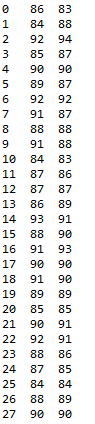 0 86 83
1 84 88
2 92 94
3 85 87
4 90 90
5 89 87
6 92 92
7 91 87
8 88 88
9 91 88
10 84 83
11 87 86
12 87 87
13 86 89
14 93 91
15 88 90
16 91 93
17 90 90
18 91 90
19 89 89
20 85 85
21 90 91
22 92 91
23 88 86
24 87 85
25 84 84
26 88 89
27 90 90